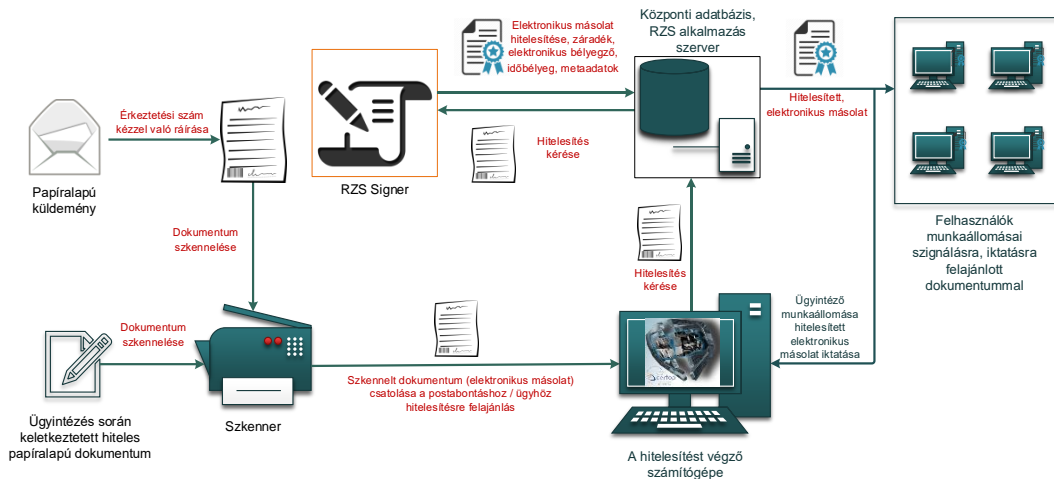 Központi adatbázis,
RZS alkalmazás
szerver
Elektronikus másolat
hitelesítése, záradék,
elektronikus bélyegző,
időbélyeg, metaadatok
Érkeztetési szám
kézzel való ráírása
Hitelesített,
elektronikus másolat
Hitelesítés
kérése
Papíralapú
küldemény
RZS Signer
Felhasználók
munkaállomásai
szignálásra, iktatásra
felajánlott
dokumentummal
Dokumentum
szkennelése
Hitelesítés
kérése
Ügyintéző
munkaállomása
hitelesített
elektronikus
másolat iktatása
Dokumentum
szkennelése
Szkennelt dokumentum (elektronikus másolat)
csatolása a postabontáshoz / ügyhöz
hitelesítésre felajánlás
Ügyintézés során
keletkeztetett hiteles
papíralapú dokumentum
Szkenner
A hitelesítést végző
számítógépe